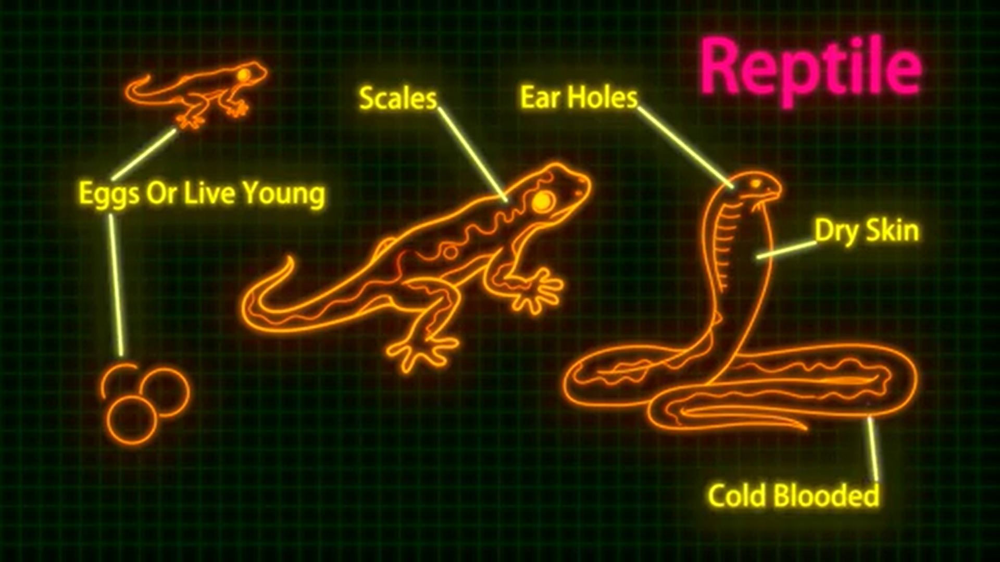 Reptile
Scales
Ear Holes
Eggs Or Live Young
Dry Skin
Cold Blooded